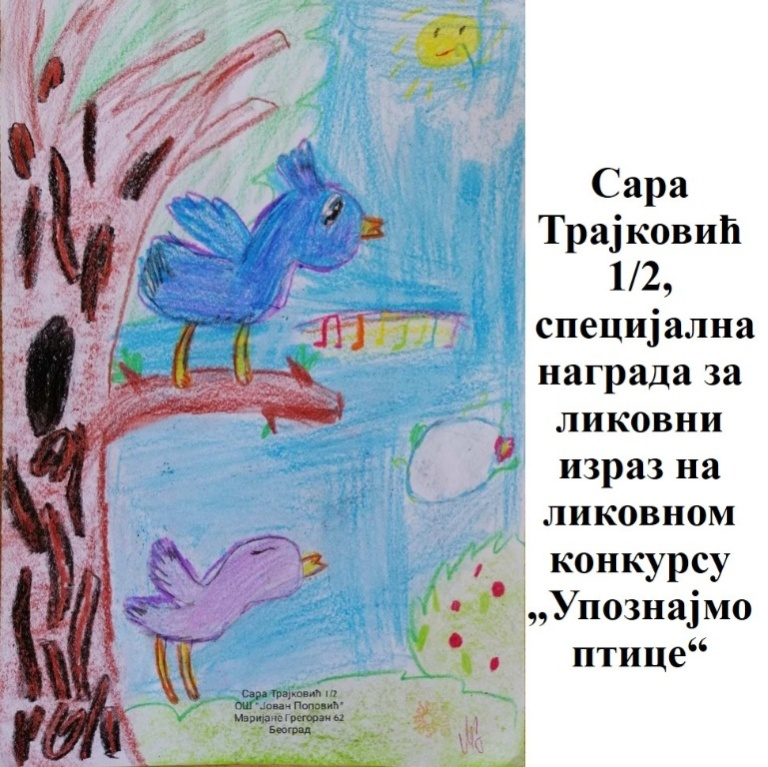 Сара
Трајковић
1/2,
специјална
награда за
ликовни
израз на
ликовном
конкурсу
„Упознајмо
птице“
Сара Трајковић 1/2
ОШ "Јован Поповић"
Маријане Грегоран 62
Београд